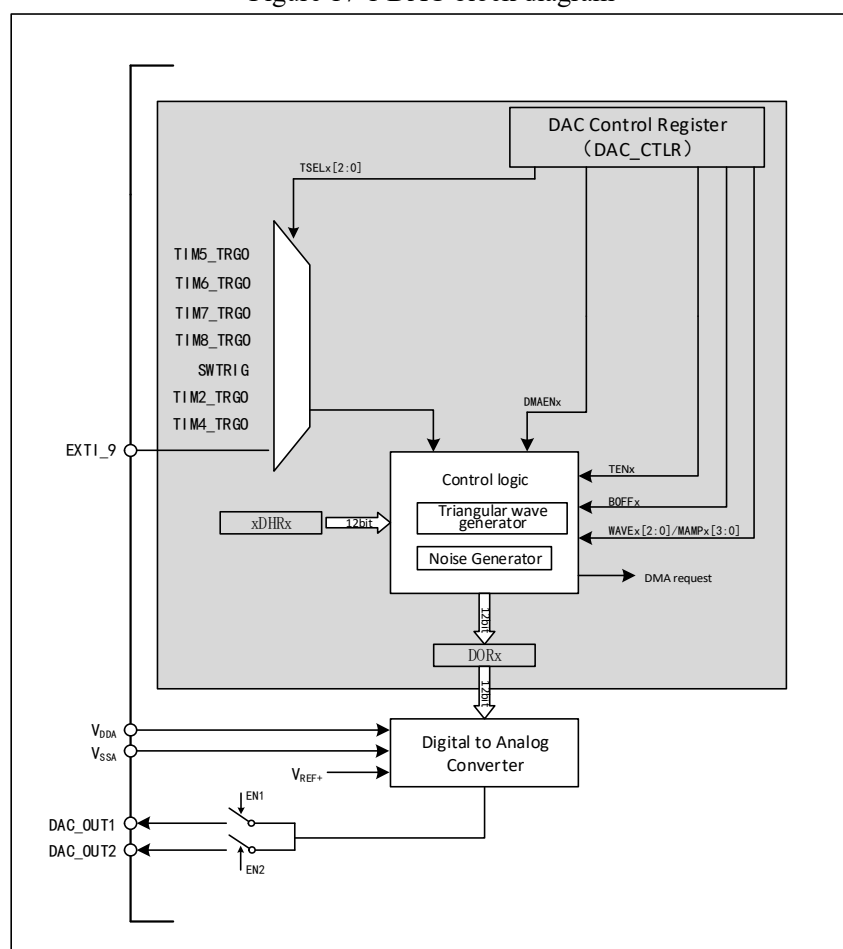 DAC Control Register
（DAC_CTLR）
TSELx[2:0]
TIM5_TRGO
TIM6_TRGO
TIM7_TRGO
TIM8_TRGO
SWTRIG
TIM2_TRGO
TIM4_TRGO
EXTI_9
DMAENx
TENx
BOFFx
WAVEx[2:0]/MAMPx[3:0]
Control logic
Triangular wave
generator
Noise Generator
xDHRx
12bit
DMA request
12bit
DORx
12bit
VDDA
VSSA
VREF+
Digital to Analog
Converter
EN1
DAC_OUT1
DAC_OUT2
EN2